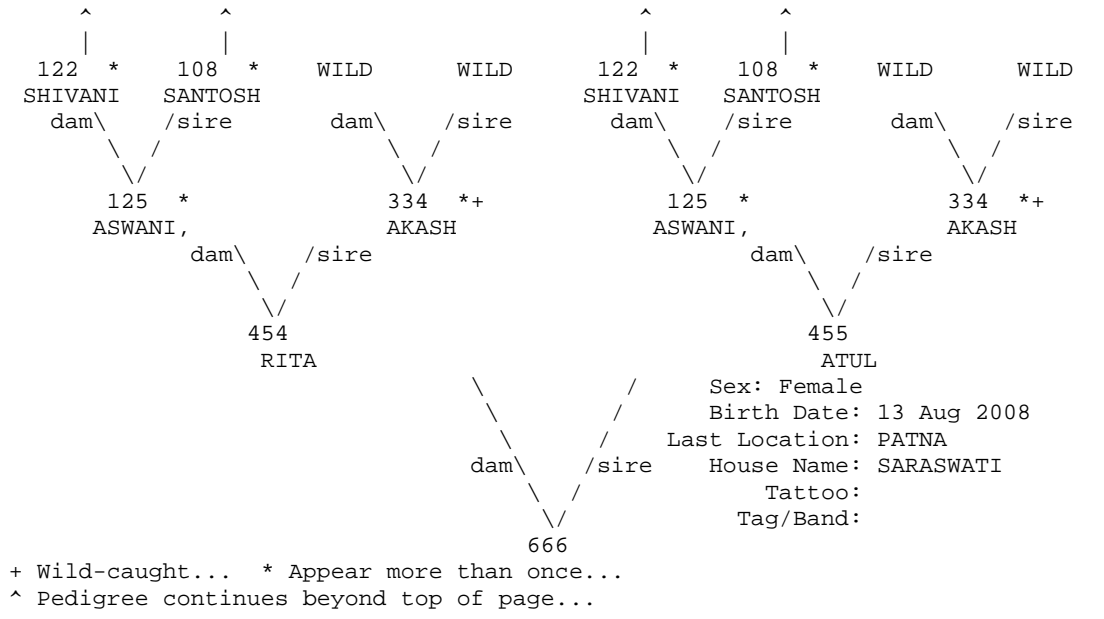 ^ ^ ^ ^
| | | |
122 * 108 * WILD WILD 122 * 108 * WILD WILD
SHIVANI SANTOSH SHIVANI SANTOSH
dam\ /sire dam\ /sire dam\ /sire dam\ /sire
\ / \ / \ / \ /
\/ \/ \/ \/
125 * 334 *+ 125 * 334 *+
ASWANI, AKASH ASWANI, AKASH
dam\ /sire dam\ /sire
\ / \ /
\/ \/
454 455
RITA ATUL
\ / Sex: Female
\ / Birth Date: 13 Aug 2008
\ / Last Location: PATNA
dam\ /sire House Name: SARASWATI
\ / Tattoo:
\/ Tag/Band:
666
+ Wild-caught... * Appear more than once...
^ Pedigree continues beyond top of page...